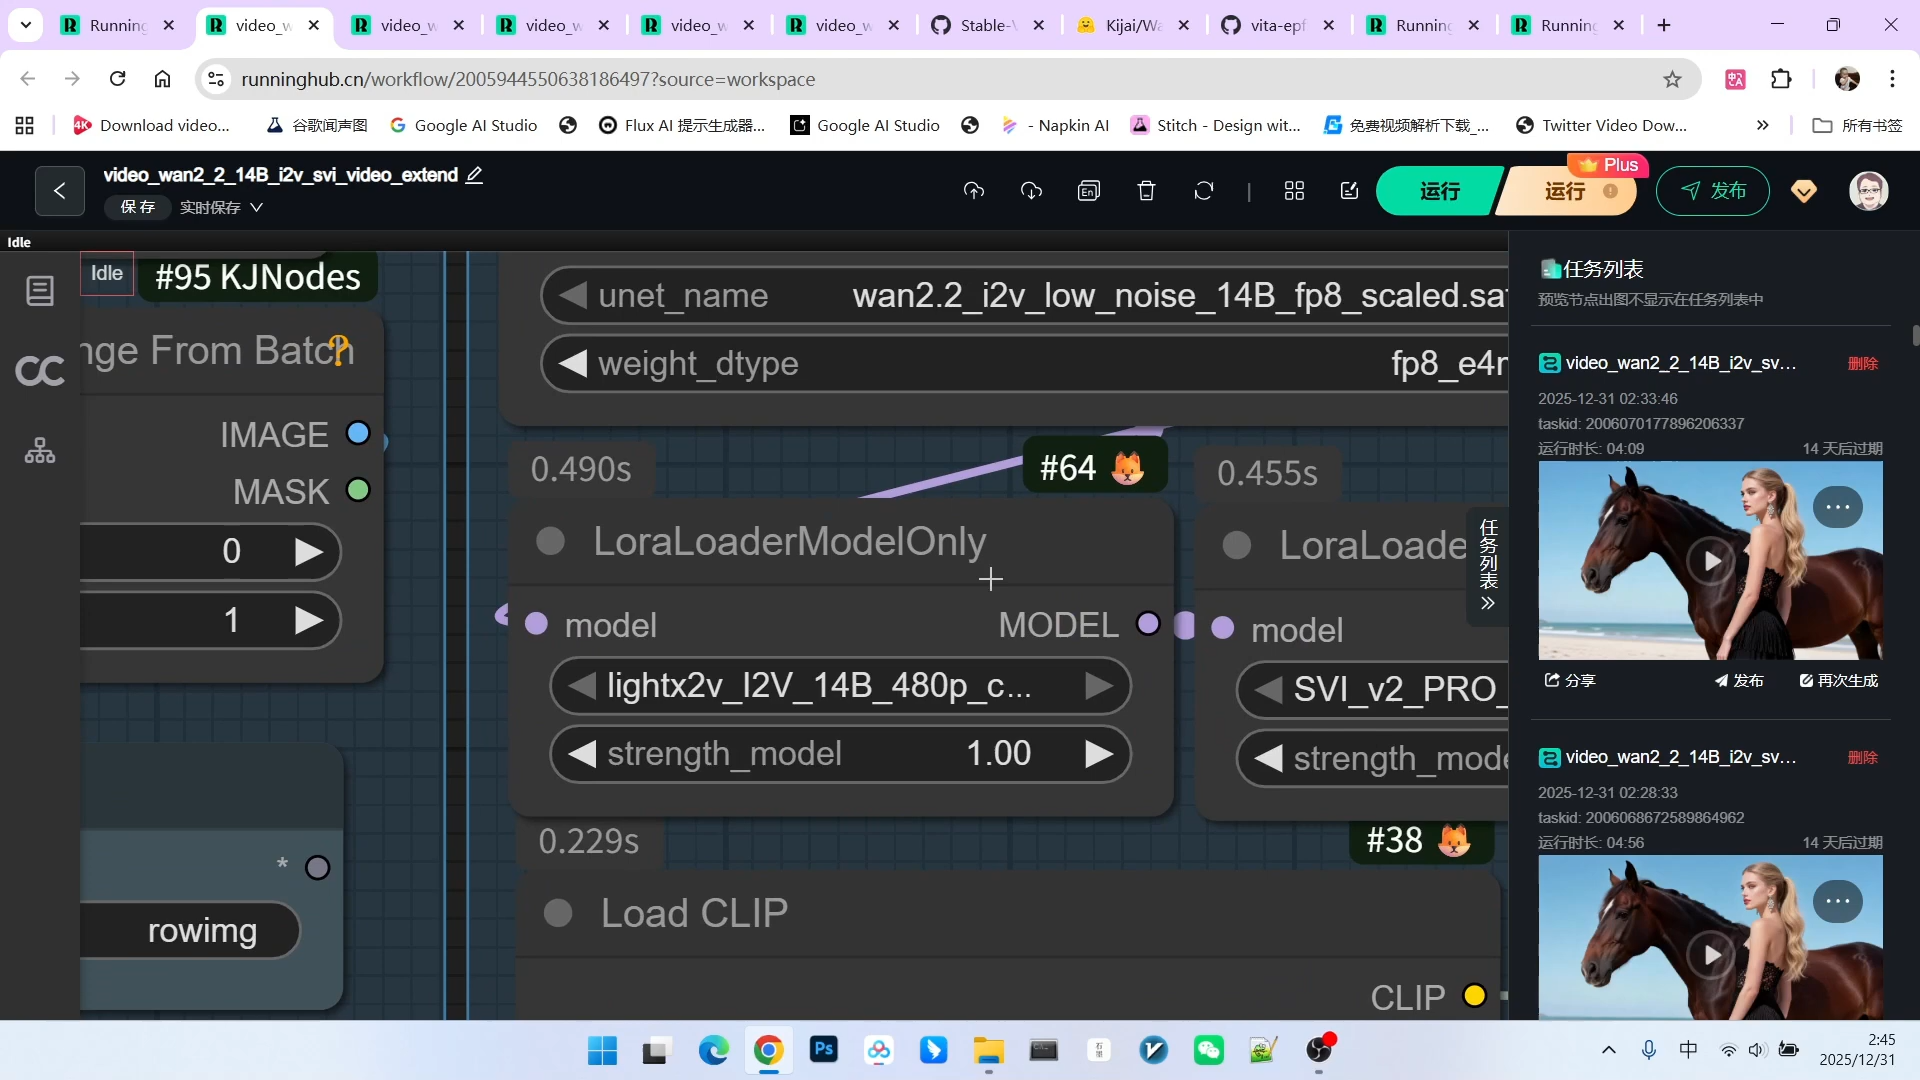 Running
video_w
video_w
video_w
video_w
video_w
Stable-V
Kijai/Wa
vita-epf
Running
Running
runninghub.cn/workflow/2005944550638186497?source=workspace
Download video...
谷歌闻声图
Google AI Studio
Flux AI 提示生成器...
Google AI Studio
- Napkin AI
Stitch - Design wit...
免费视频解析下载_...
Twitter Video Dow...
所有书签
video_wan2_2_14B_i2v_svi_video_extend
保存
实时保存
En
运行
运行
Plus
发布
Idle
Idle
#95 KJNodes
nge From Batch
IMAGE
MASK
0
1
*
rowimg
CC
unet_name
wan2.2_i2v_low_noise_14B_fp8_scaled.saf
weight_dtype
fp8_e4m
0.490s
#64
LoraLoaderModelOnly
model
MODEL
lightx2v_I2V_14B_480p_c...
strength_model
1.00
0.455s
LoraLoade
model
SVI_v2_PRO_
strength_mode
0.229s
#38
Load CLIP
CLIP
任务列表
任务列表
预览节点出图不显示在任务列表中
video_wan2_2_14B_i2v_sv...
删除
2025-12-31 02:33:46
taskid: 2006070177896206337
运行时长: 04:09
14 天后过期
分享
发布
再次生成
video_wan2_2_14B_i2v_sv...
删除
2025-12-31 02:28:33
taskid: 2006068672589864962
运行时长: 04:56
14 天后过期
Ps
中
2:45
2025/12/31